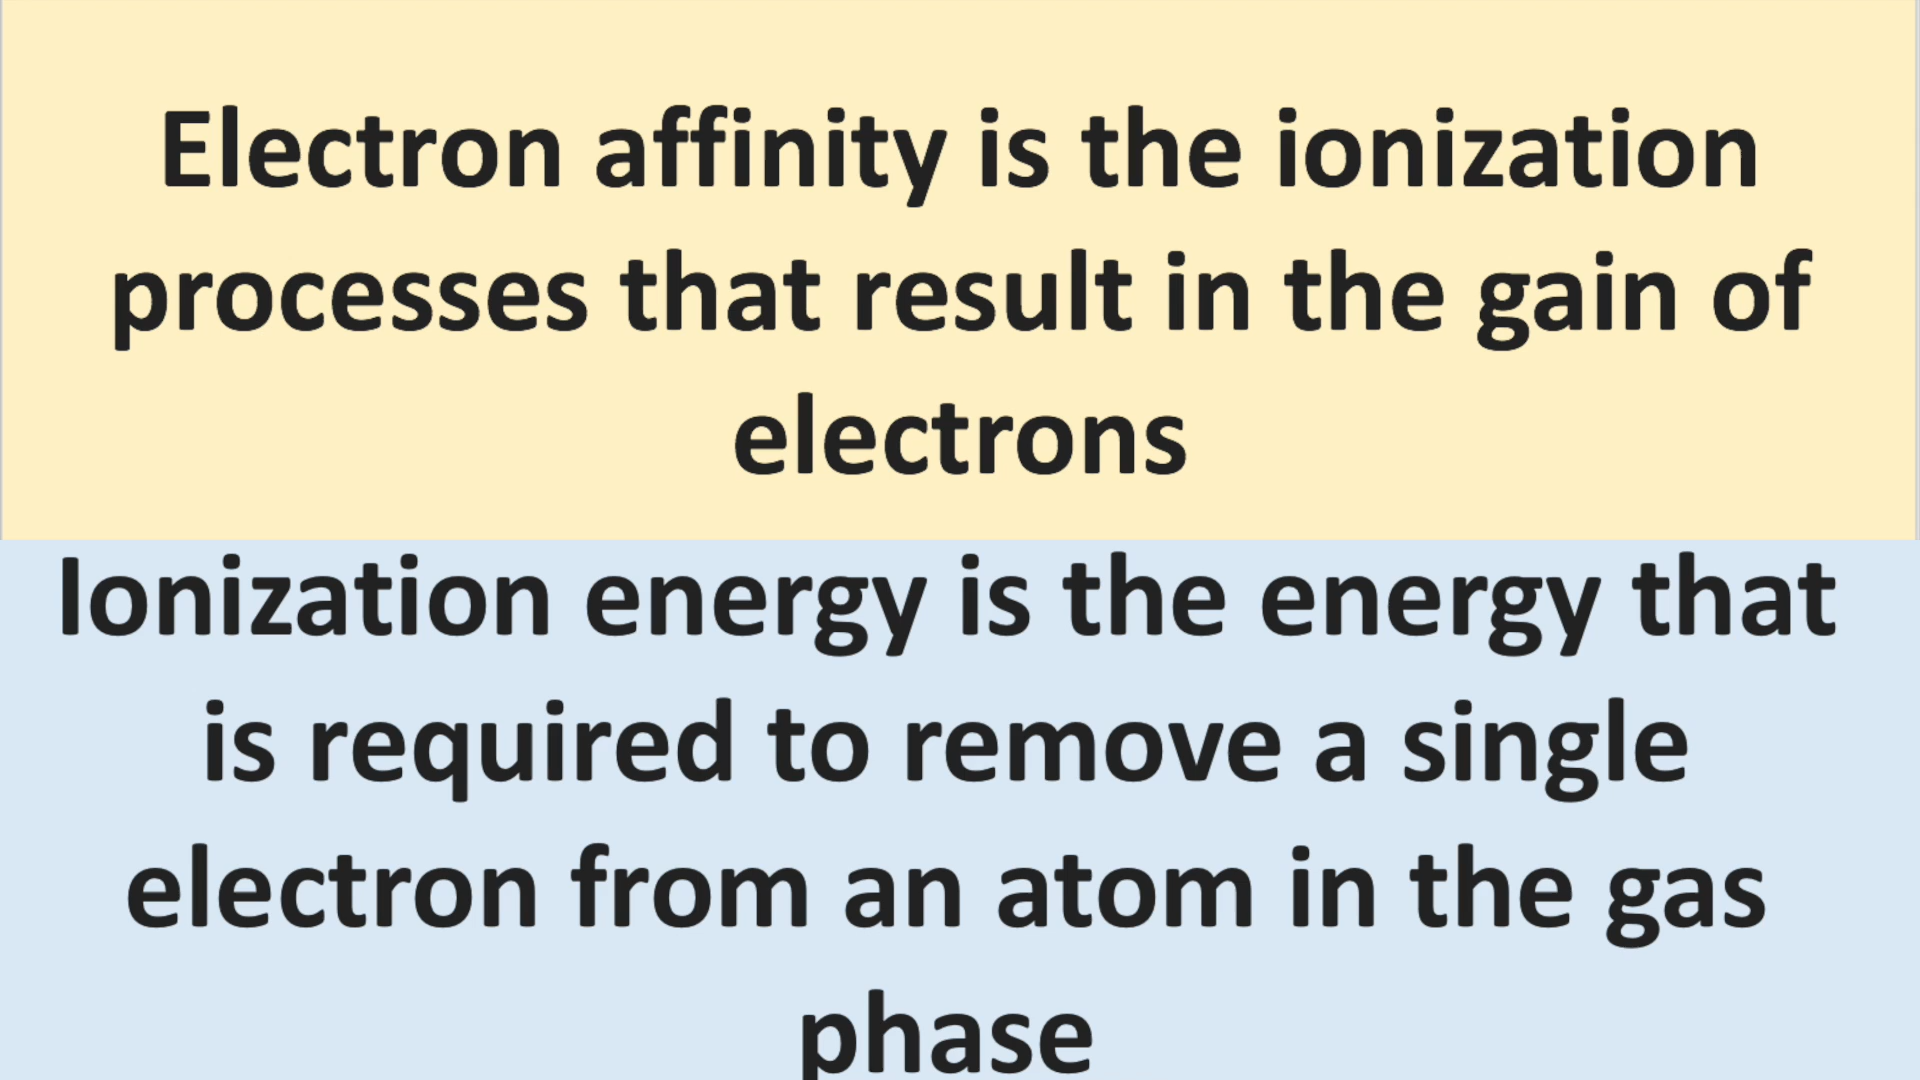 Electron affinity is the ionization
processes that result in the gain of
electrons
Ionization energy is the energy that
is required to remove a single
electron from an atom in the gas
phase